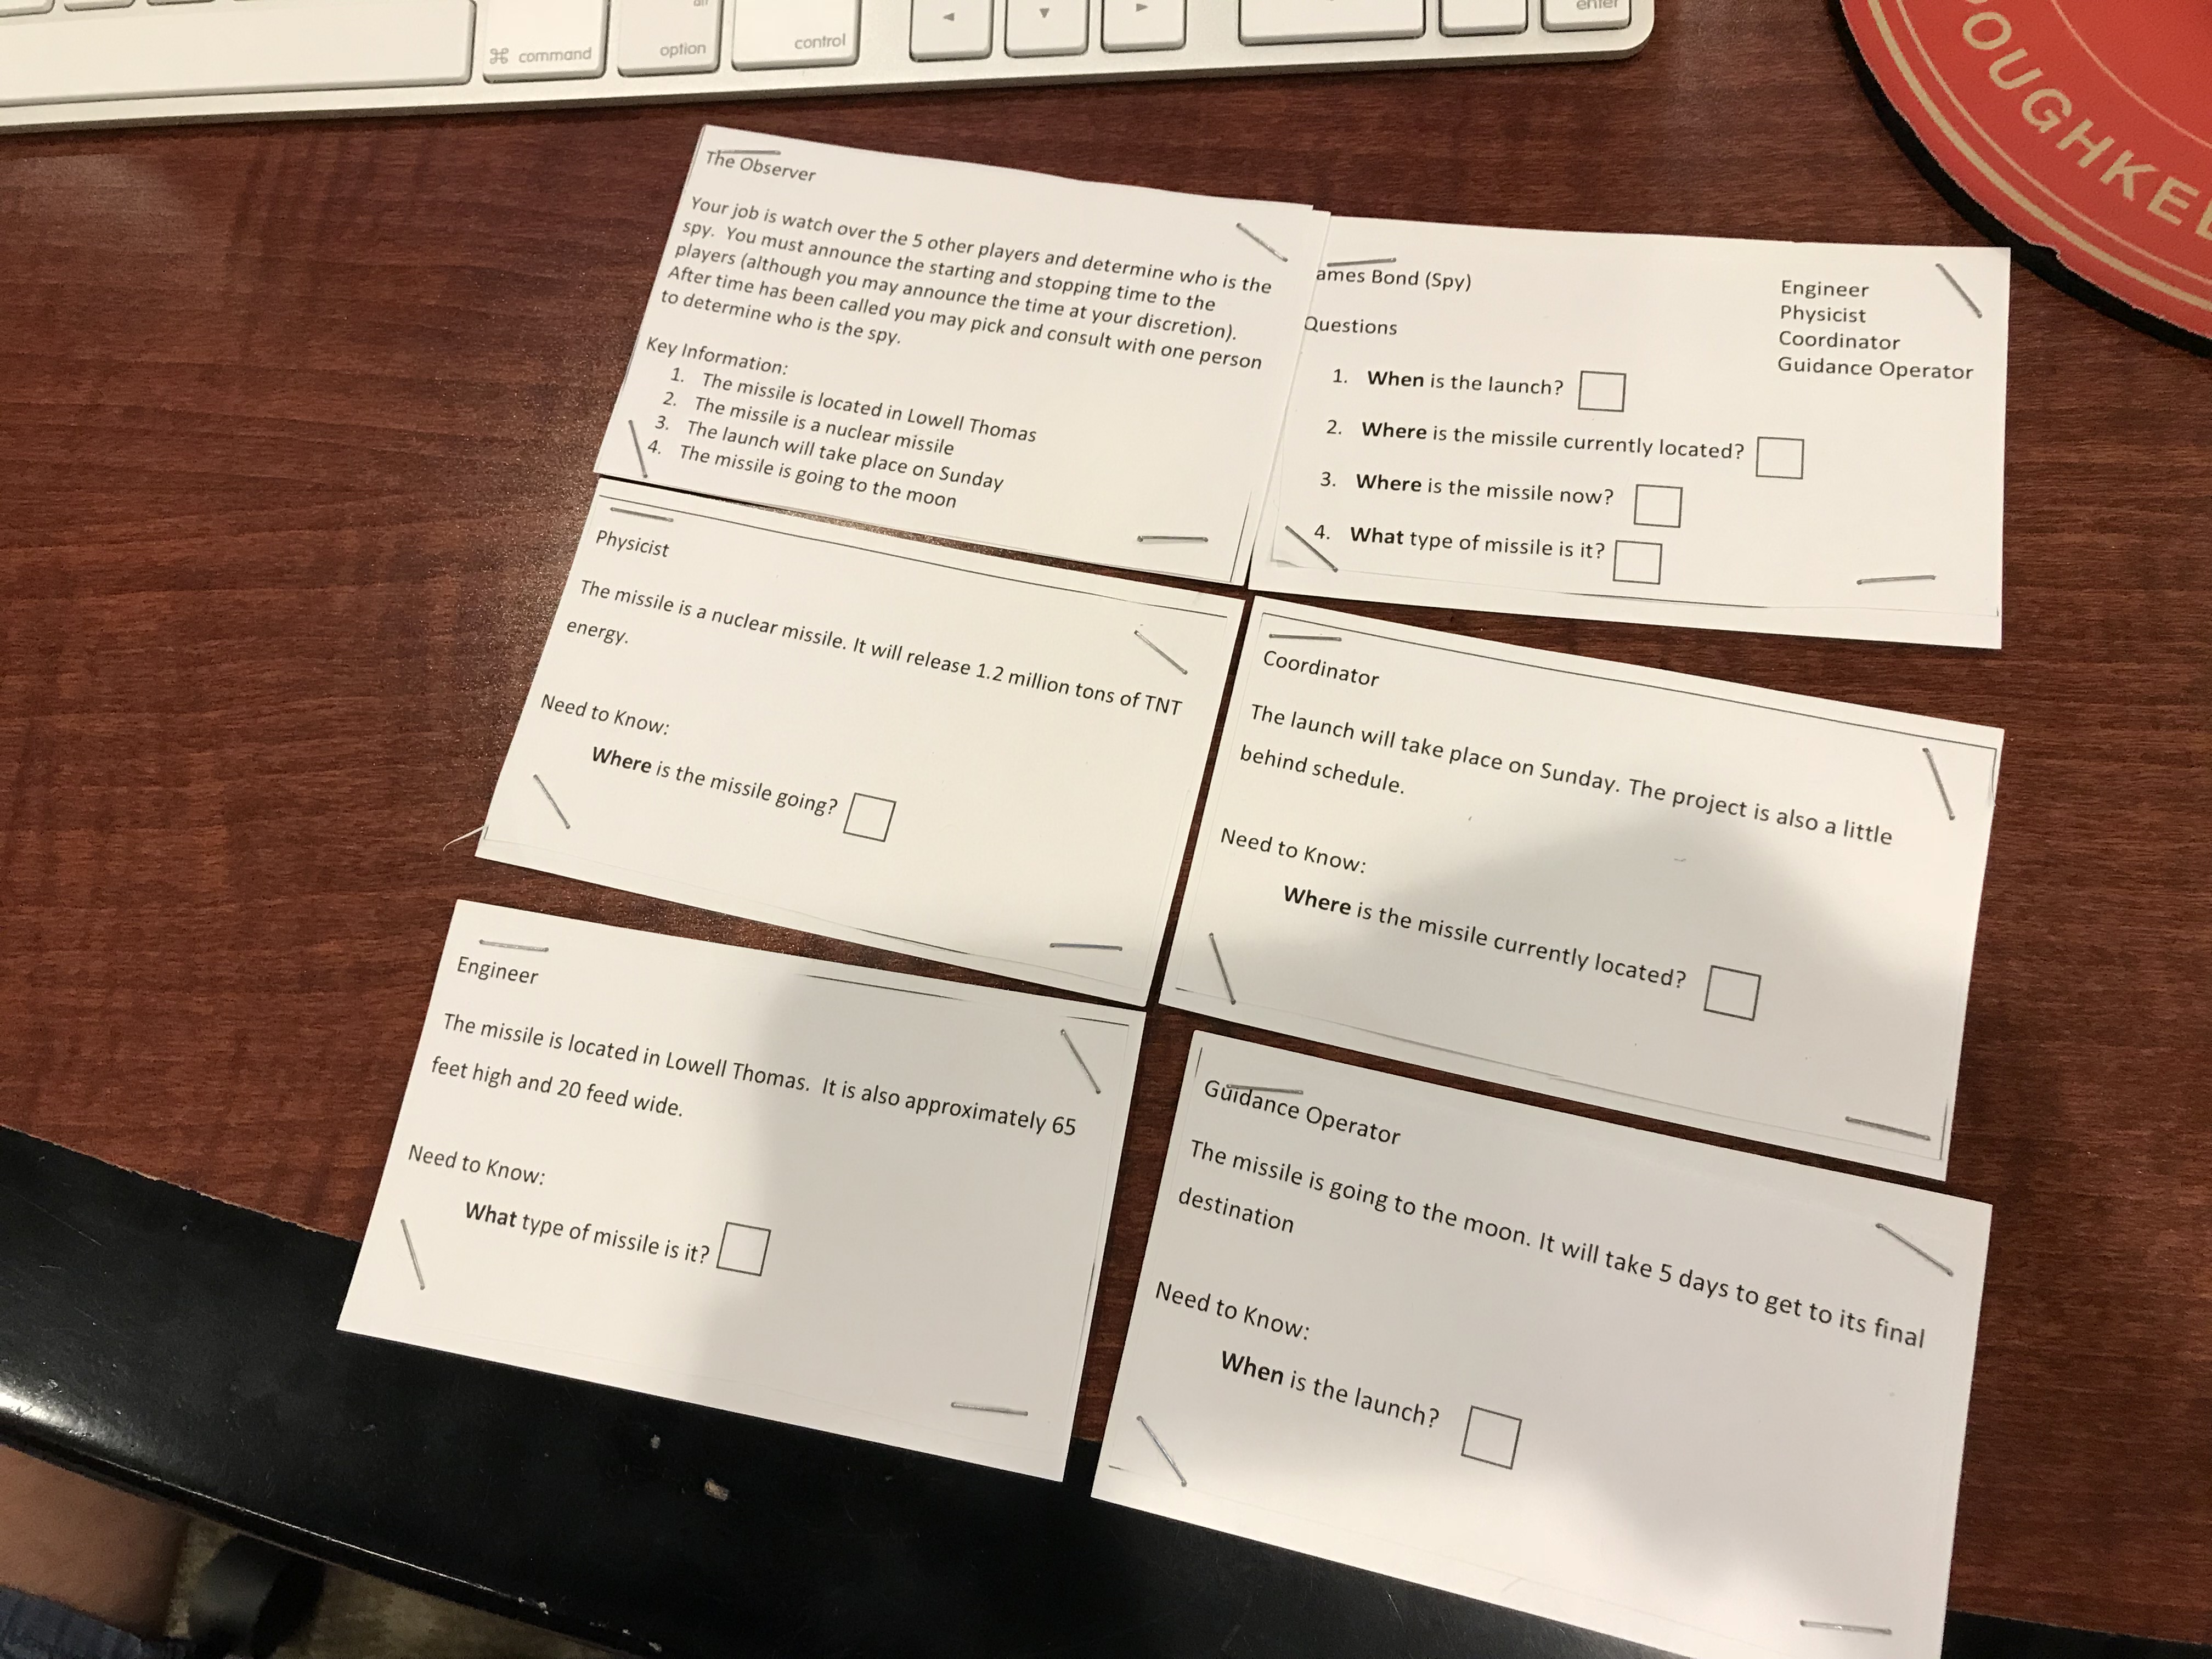 command
option
control
enter
POUGHKE
The Observer
Your job is watch over the 5 other players and determine who is the
spy. You must announce the starting and stopping time to the
players (although you may announce the time at your discretion).
After time has been called you may pick and consult with one person
to determine who is the spy.
Key Information:
1. The missile is located in Lowell Thomas
2. The missile is a nuclear missile
3. The launch will take place on Sunday
4. The missile is going to the moon
ames Bond (Spy)
Engineer
Physicist
Coordinator
Guidance Operator
Questions
1. When is the launch?
2. Where is the missile currently located?
3. Where is the missile now?
4. What type of missile is it?
Physicist
The missile is a nuclear missile. It will release 1.2 million tons of TNT
energy.
Need to Know:
Where is the missile going?
Coordinator
The launch will take place on Sunday. The project is also a little
behind schedule.
Need to Know:
Where is the missile currently located?
Engineer
The missile is located in Lowell Thomas. It is also approximately 65
feet high and 20 feed wide.
Need to Know:
What type of missile is it?
Guidance Operator
The missile is going to the moon. It will take 5 days to get to its final
destination
Need to Know:
When is the launch?